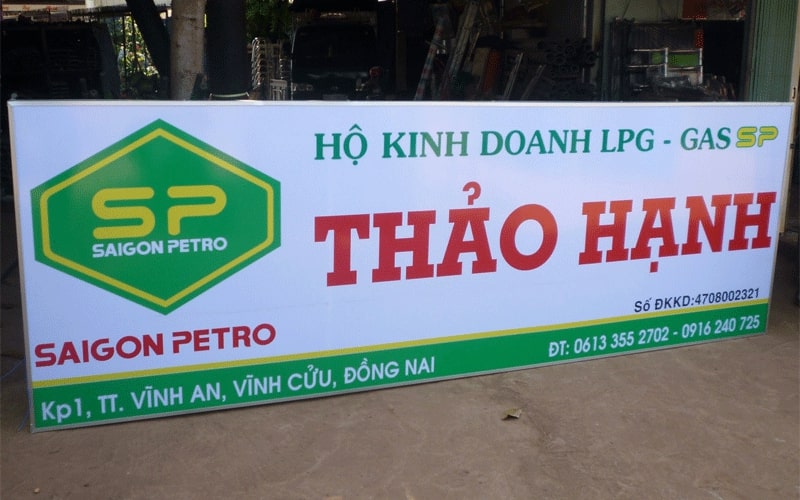 SP
SAIGON PETRO
SAIGON PETRO
HỘ KINH DOANH LPG - GAS SP
THẢO HẠNH
Số ĐKKD:4708002321
Kp1, TT. VĨNH AN, VĨNH CỬU, ĐỒNG NAI
ĐT: 0613 355 2702 - 0916 240 725